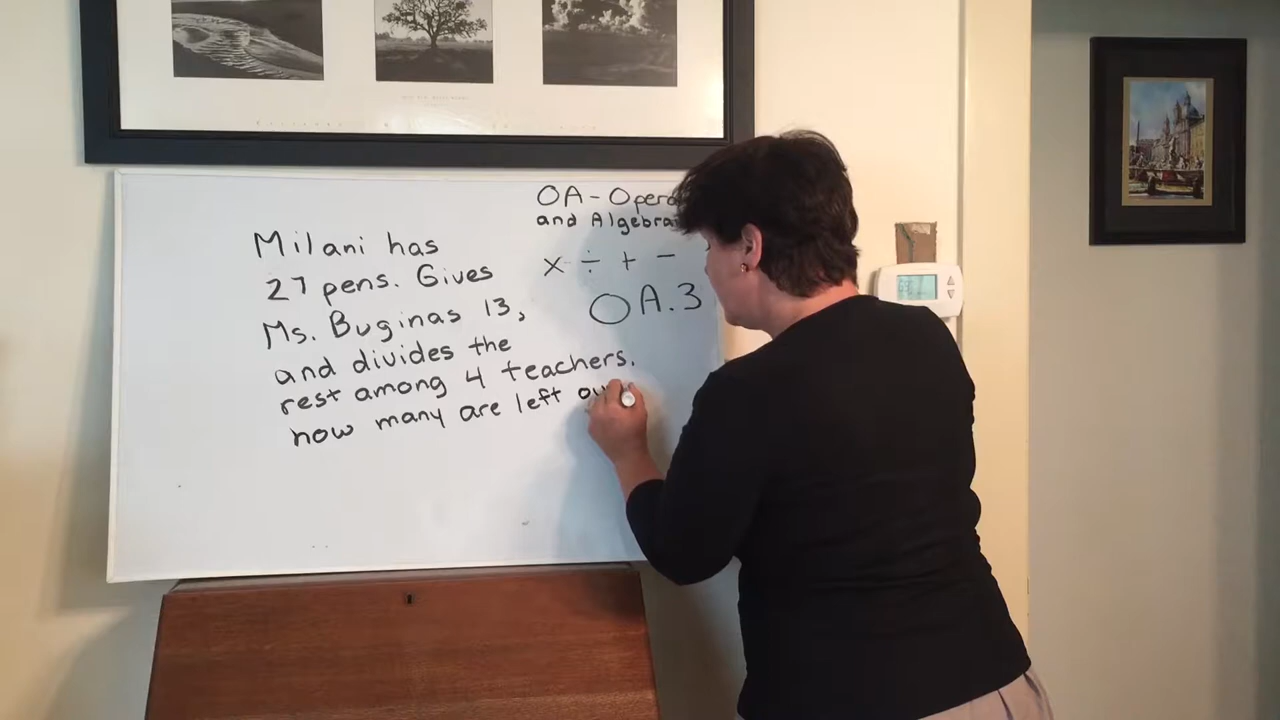 OA - Opera
and Algebra
x ÷ + -
OA.3
Milani has
27 pens. Gives
Ms. Buginas 13,
and divides the
rest among 4 teachers.
how many are left ov